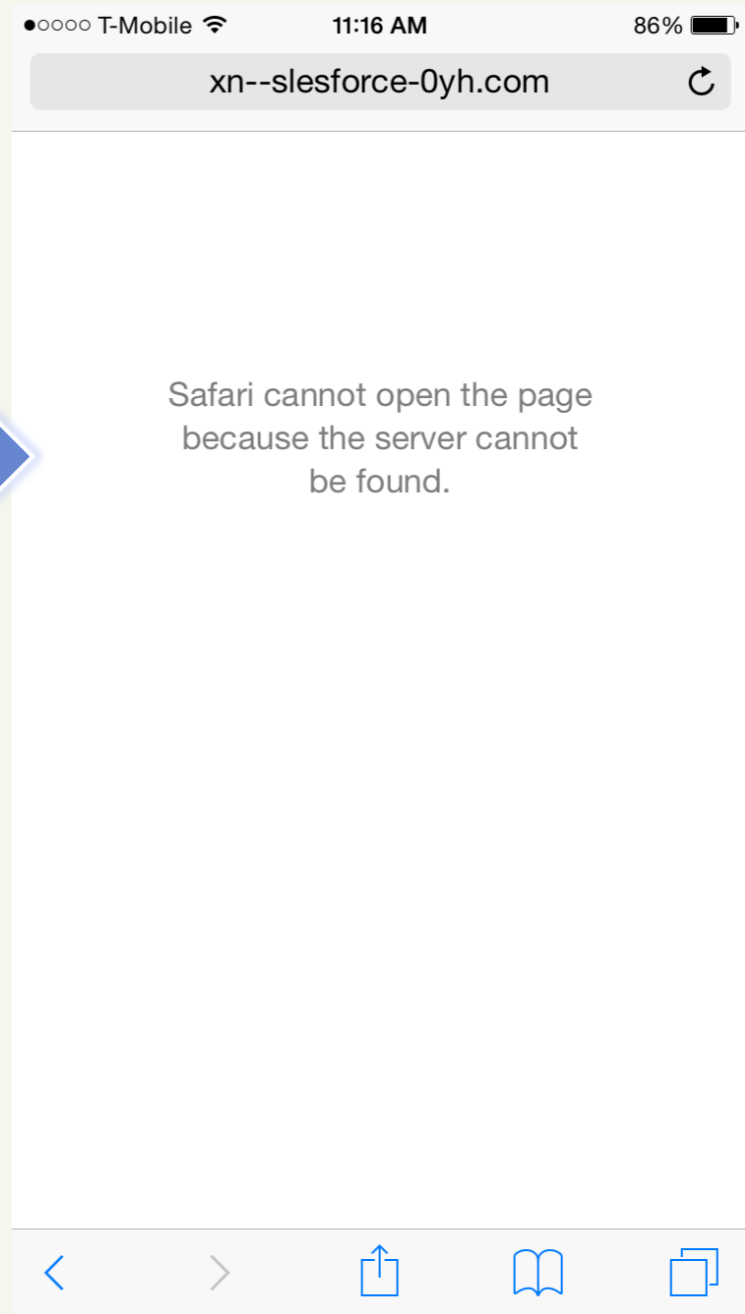 ●○○○○ T-Mobile 11:16 AM 86%
xn--slesforce-0yh.com
Safari cannot open the page
because the server cannot
be found.